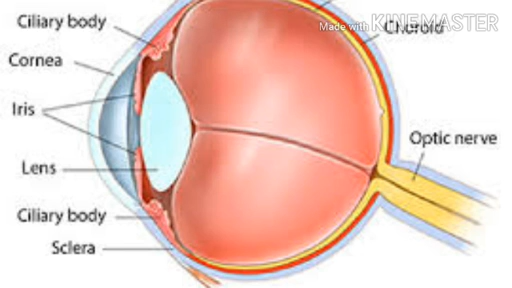 Ciliary body
Made with KINEMASTER
Choroid
Cornea
Iris
Optic nerve
Lens
Ciliary body
Sclera